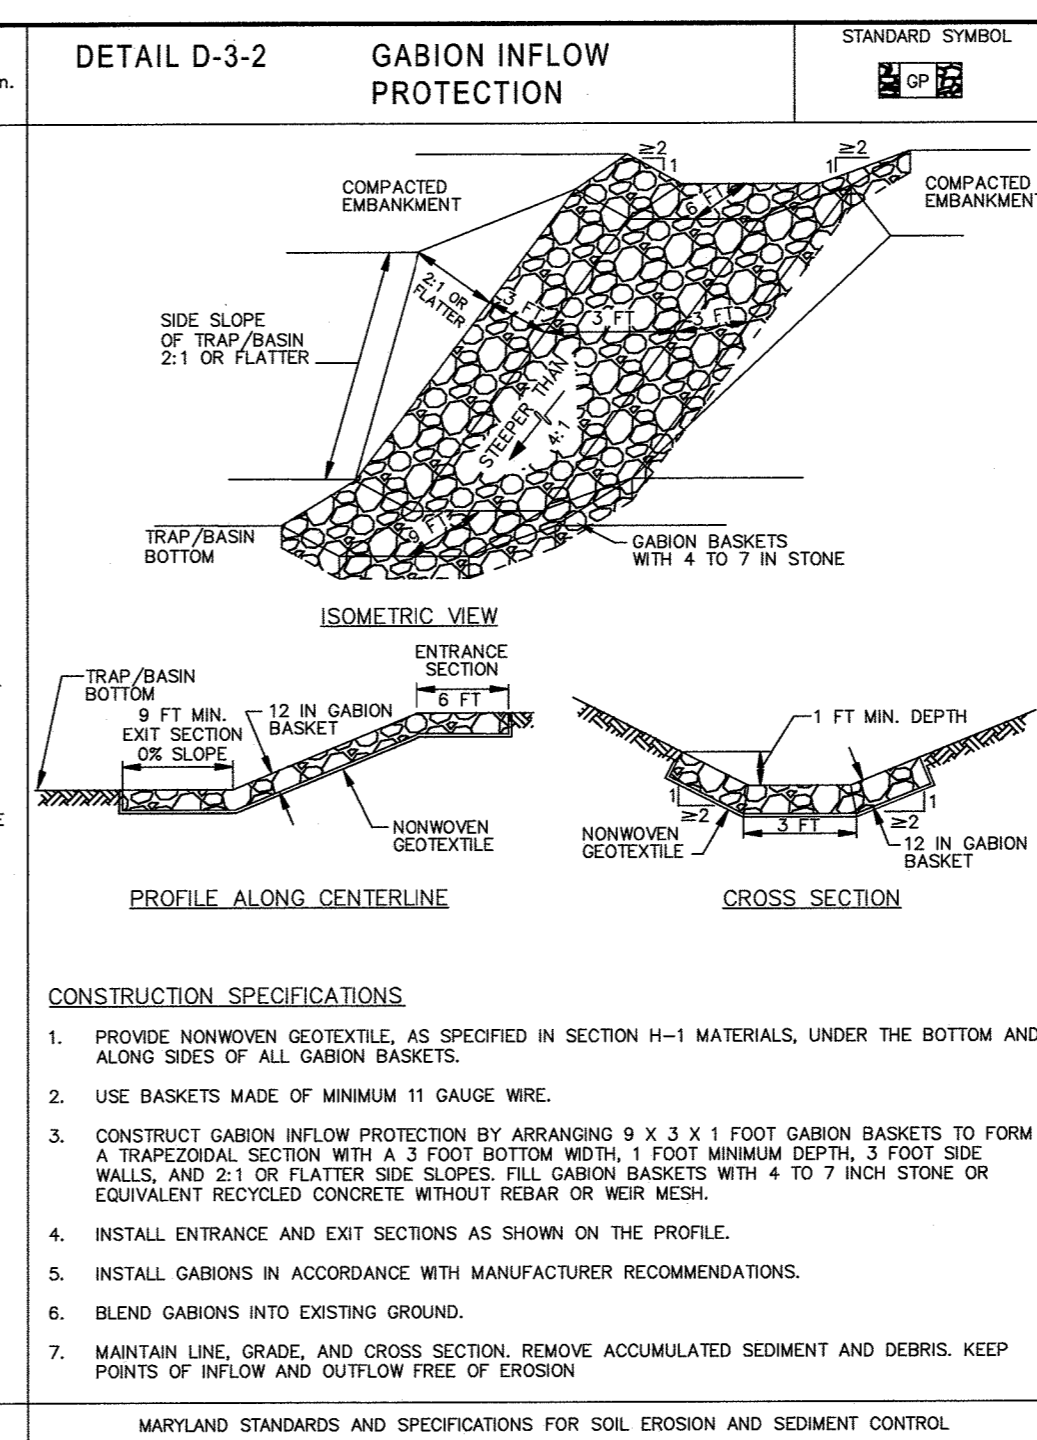 n.
DETAIL D-3-2
GABION INFLOW
PROTECTION
STANDARD SYMBOL
GP
≥2
1
≥2
1
COMPACTED
EMBANKMENT
6 FT
COMPACTED
EMBANKMENT
2:1 OR
FLATTER
3 FT
3 FT
3 FT
SIDE SLOPE
OF TRAP/BASIN
2:1 OR FLATTER
STEEPER THAN
4:1
9 FT
TRAP/BASIN
BOTTOM
GABION BASKETS
WITH 4 TO 7 IN STONE
ISOMETRIC VIEW
TRAP/BASIN
BOTTOM
9 FT MIN.
EXIT SECTION
0% SLOPE
12 IN GABION
BASKET
ENTRANCE
SECTION
6 FT
NONWOVEN
GEOTEXTILE
PROFILE ALONG CENTERLINE
1 FT MIN. DEPTH
1
≥2
3 FT
≥2
1
NONWOVEN
GEOTEXTILE
12 IN GABION
BASKET
CROSS SECTION
E
CONSTRUCTION SPECIFICATIONS
1. PROVIDE NONWOVEN GEOTEXTILE, AS SPECIFIED IN SECTION H-1 MATERIALS, UNDER THE BOTTOM AND
ALONG SIDES OF ALL GABION BASKETS.
2. USE BASKETS MADE OF MINIMUM 11 GAUGE WIRE.
3. CONSTRUCT GABION INFLOW PROTECTION BY ARRANGING 9 X 3 X 1 FOOT GABION BASKETS TO FORM
A TRAPEZOIDAL SECTION WITH A 3 FOOT BOTTOM WIDTH, 1 FOOT MINIMUM DEPTH, 3 FOOT SIDE
WALLS, AND 2:1 OR FLATTER SIDE SLOPES. FILL GABION BASKETS WITH 4 TO 7 INCH STONE OR
EQUIVALENT RECYCLED CONCRETE WITHOUT REBAR OR WEIR MESH.
4. INSTALL ENTRANCE AND EXIT SECTIONS AS SHOWN ON THE PROFILE.
5. INSTALL GABIONS IN ACCORDANCE WITH MANUFACTURER RECOMMENDATIONS.
6. BLEND GABIONS INTO EXISTING GROUND.
7. MAINTAIN LINE, GRADE, AND CROSS SECTION. REMOVE ACCUMULATED SEDIMENT AND DEBRIS. KEEP
POINTS OF INFLOW AND OUTFLOW FREE OF EROSION
MARYLAND STANDARDS AND SPECIFICATIONS FOR SOIL EROSION AND SEDIMENT CONTROL